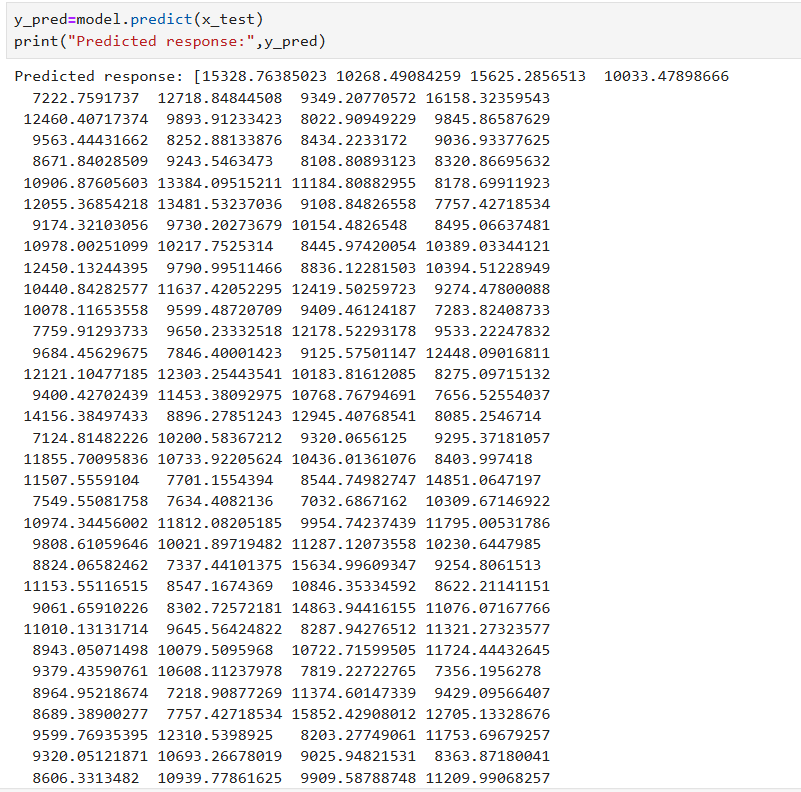 y_pred=model.predict(x_test)
print("Predicted response:",y_pred)
Predicted response: [15328.76385023 10268.49084259 15625.2856513  10033.47898666
  7222.7591737  12718.84844508  9349.20770572 16158.32359543
 12460.40717374  9893.91233423  8022.90949229  9845.86587629
  9563.44431662  8252.88133876  8434.2233172   9036.93377625
  8671.84028509  9243.5463473   8108.80893123  8320.86695632
 10906.87605603 13384.09515211 11184.80882955  8178.69911923
 12055.36854218 13481.53237036  9108.84826558  7757.42718534
  9174.32103056  9730.20273679 10154.4826548   8495.06637481
 10978.00251099 10217.7525314   8445.97420054 10389.03344121
 12450.13244395  9790.99511466  8836.12281503 10394.51228949
 10440.84282577 11637.42052295 12419.50259723  9274.47800088
 10078.11653558  9599.48720709  9409.46124187  7283.82408733
  7759.91293733  9650.23332518 12178.52293178  9533.22247832
  9684.45629675  7846.40001423  9125.57501147 12448.09016811
 12121.10477185 12303.25443541 10183.81612085  8275.09715132
  9400.42702439 11453.38092975 10768.76794691  7656.52554037
 14156.38497433  8896.27851243 12945.40768541  8085.2546714
  7124.81482226 10200.58367212  9320.0656125   9295.37181057
 11855.70095836 10733.92205624 10436.01361076  8403.997418
 11507.5559104   7701.1554394   8544.74982747 14851.0647197
  7549.55081758  7634.4082136   7032.6867162  10309.67146922
 10974.34456002 11812.08205185  9954.74237439 11795.00531786
  9808.61059646 10021.89719482 11287.12073558 10230.6447985
  8824.06582462  7337.44101375 15634.99609347  9254.8061513
 11153.55116515  8547.1674369  10846.35334592  8622.21141151
  9061.65910226  8302.72572181 14863.94416155 11076.07167766
 11010.13131714  9645.56424822  8287.94276512 11321.27323577
  8943.05071498 10079.5095968  10722.71599505 11724.44432645
  9379.43590761 10608.11237978  7819.22722765  7356.1956278
  8964.95218674  7218.90877269 11374.60147339  9429.09566407
  8689.38900277  7757.42718534 15852.42908012 12705.13328676
  9599.76935395 12310.5398925   8203.27749061 11753.69679257
  9320.05121871 10693.26678019  9025.94821531  8363.87180041
  8606.3313482  10939.77861625  9909.58788748 11209.99068257